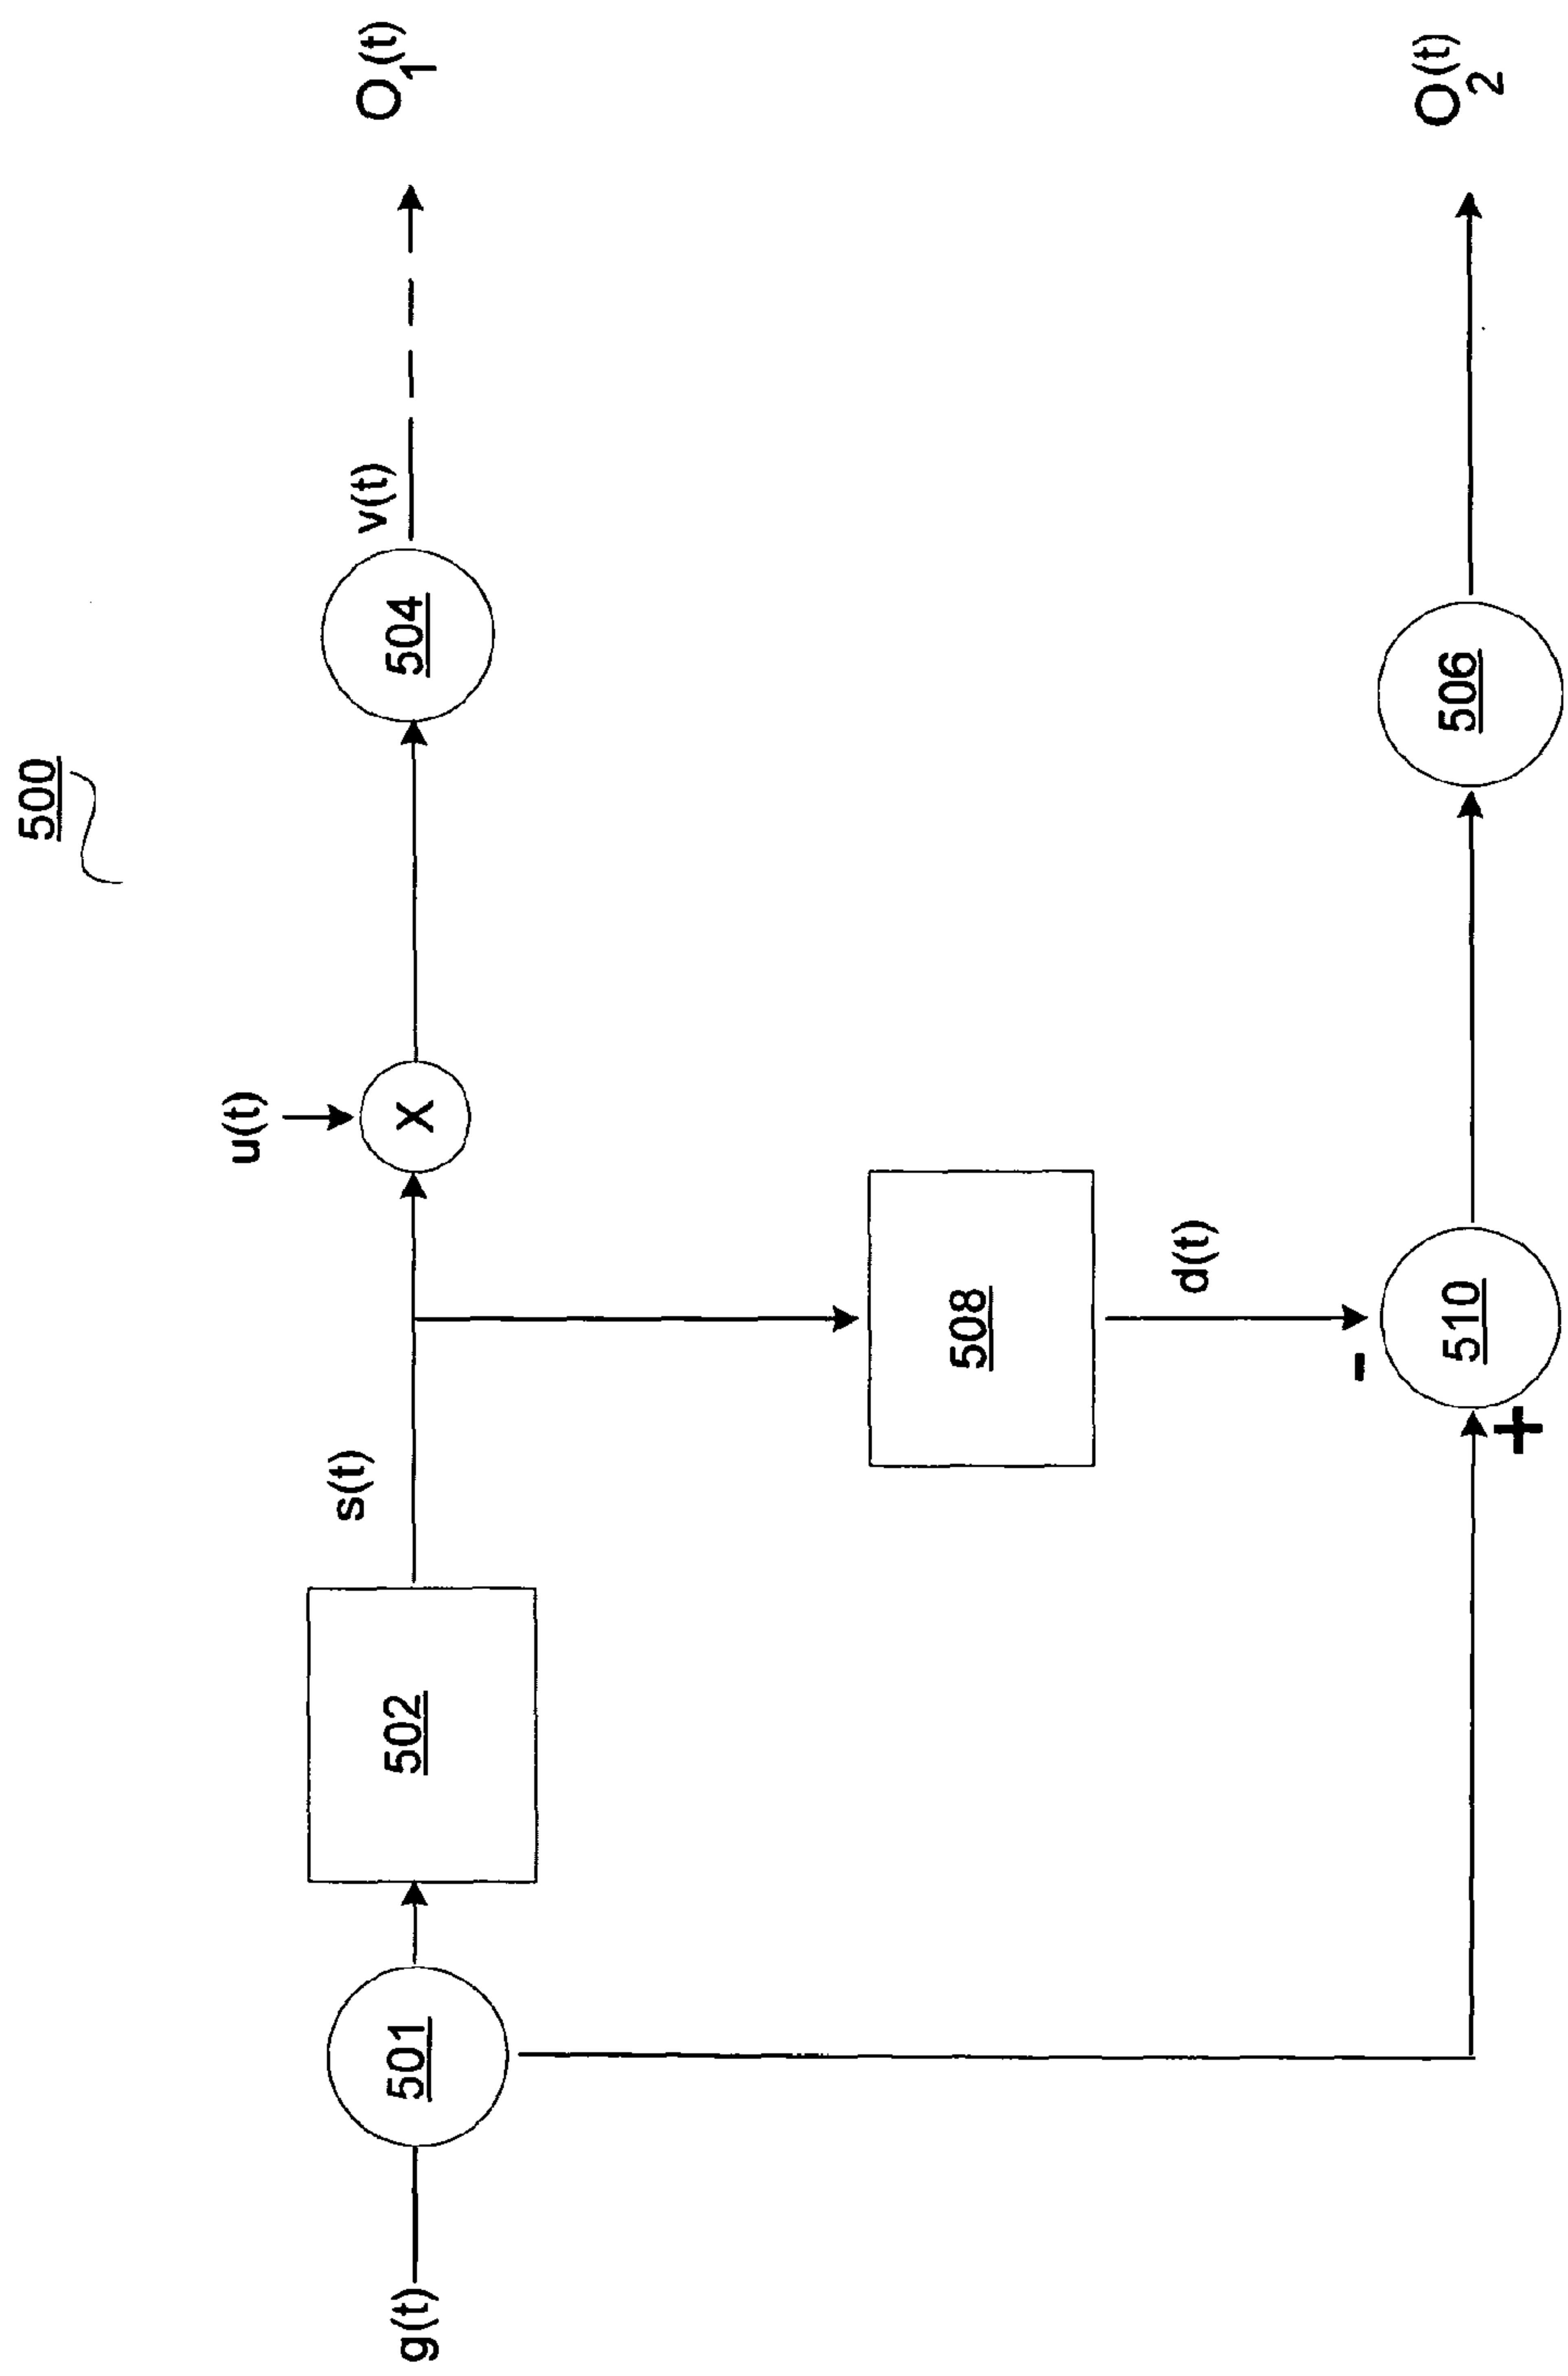 500
u(t)
s(t)
v(t)
O1(t)
g(t)
501
502
X
504
508
d(t)
-
+
510
506
O2(t)